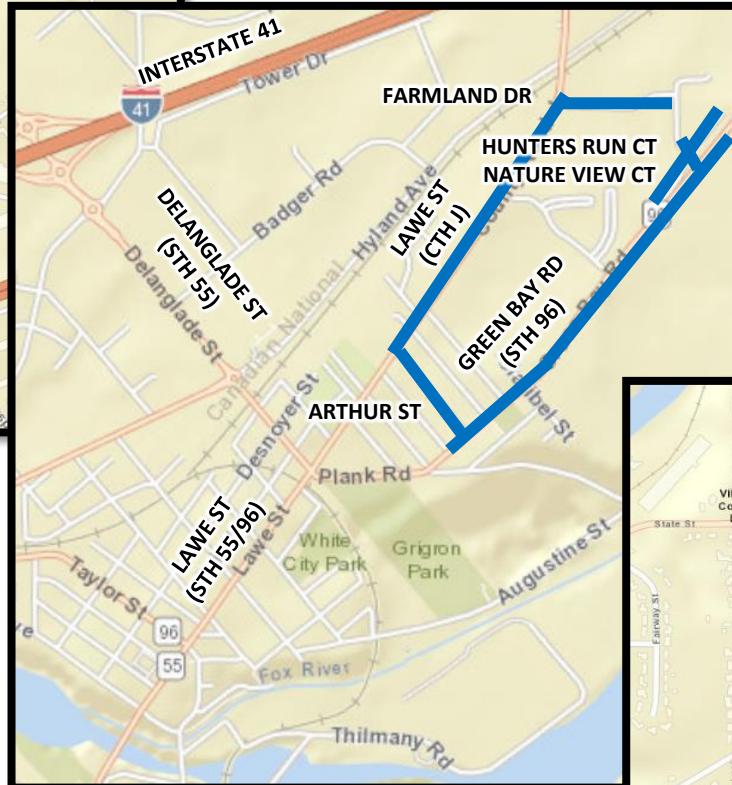 INTERSTATE 41
41
Tower Dr
FARMLAND DR
HUNTERS RUN CT
NATURE VIEW CT
DELANGLADE ST
(STH 55)
Badger Rd
Hyland Ave
LAWE ST
(CTH J)
Delanglade St
Canadian National
GREEN BAY RD
(STH 96)
Desnoyer St
ARTHUR ST
Plank Rd
LAWE ST
(STH 55/96)
Lawe St
White
City Park
Grigron
Park
Augustine St
Taylor St
96
55
Fox River
Thilmany Rd
State St
Fairway St